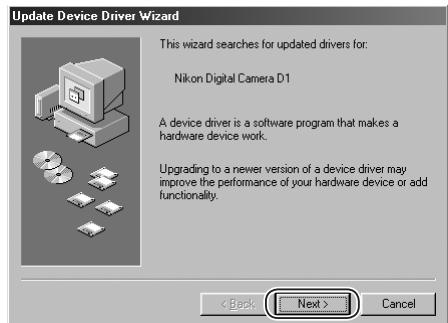 Update Device Driver Wizard
This wizard searches for updated drivers for:
Nikon Digital Camera D1
A device driver is a software program that makes a
hardware device work.
Upgrading to a newer version of a device driver may
improve the performance of your hardware device or add
functionality.
< Back Next > Cancel